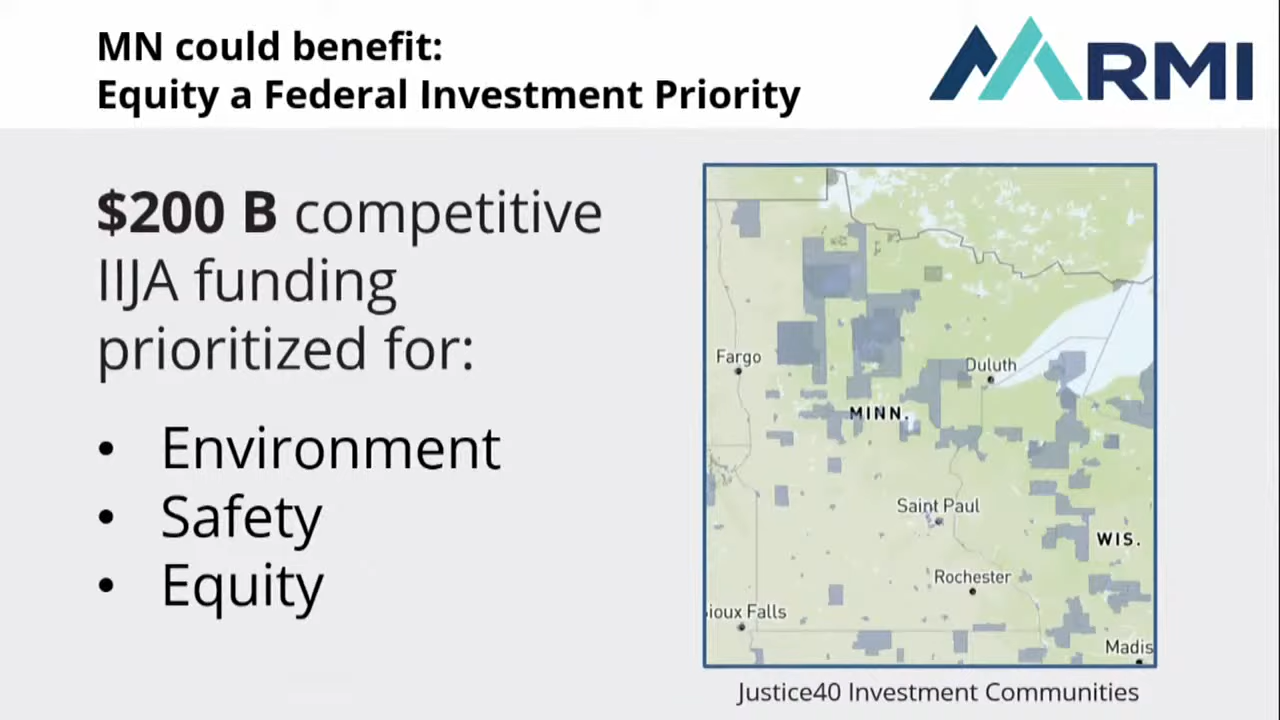 MN could benefit:
Equity a Federal Investment Priority
RMI
$200 B competitive
IIJA funding
prioritized for:
• Environment
• Safety
• Equity
Fargo
Duluth
MINN.
Saint Paul
WIS.
Rochester
ioux Falls
Madis
Justice40 Investment Communities